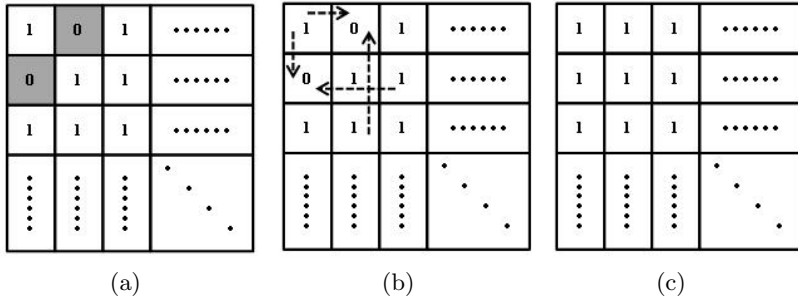 1 0 1 ......
0 1 1 ......
1 1 1 ......
(a)
1 0 1 ......
0 1 1 ......
1 1 1 ......
(b)
1 1 1 ......
1 1 1 ......
1 1 1 ......
(c)